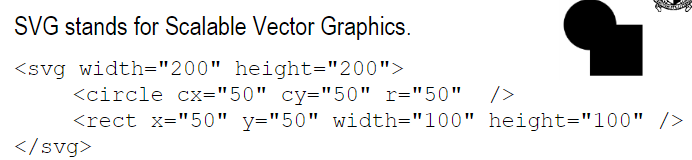 SVG stands for Scalable Vector Graphics.
<svg width="200" height="200">
<circle cx="50" cy="50" r="50" />
<rect x="50" y="50" width="100" height="100" />
</svg>